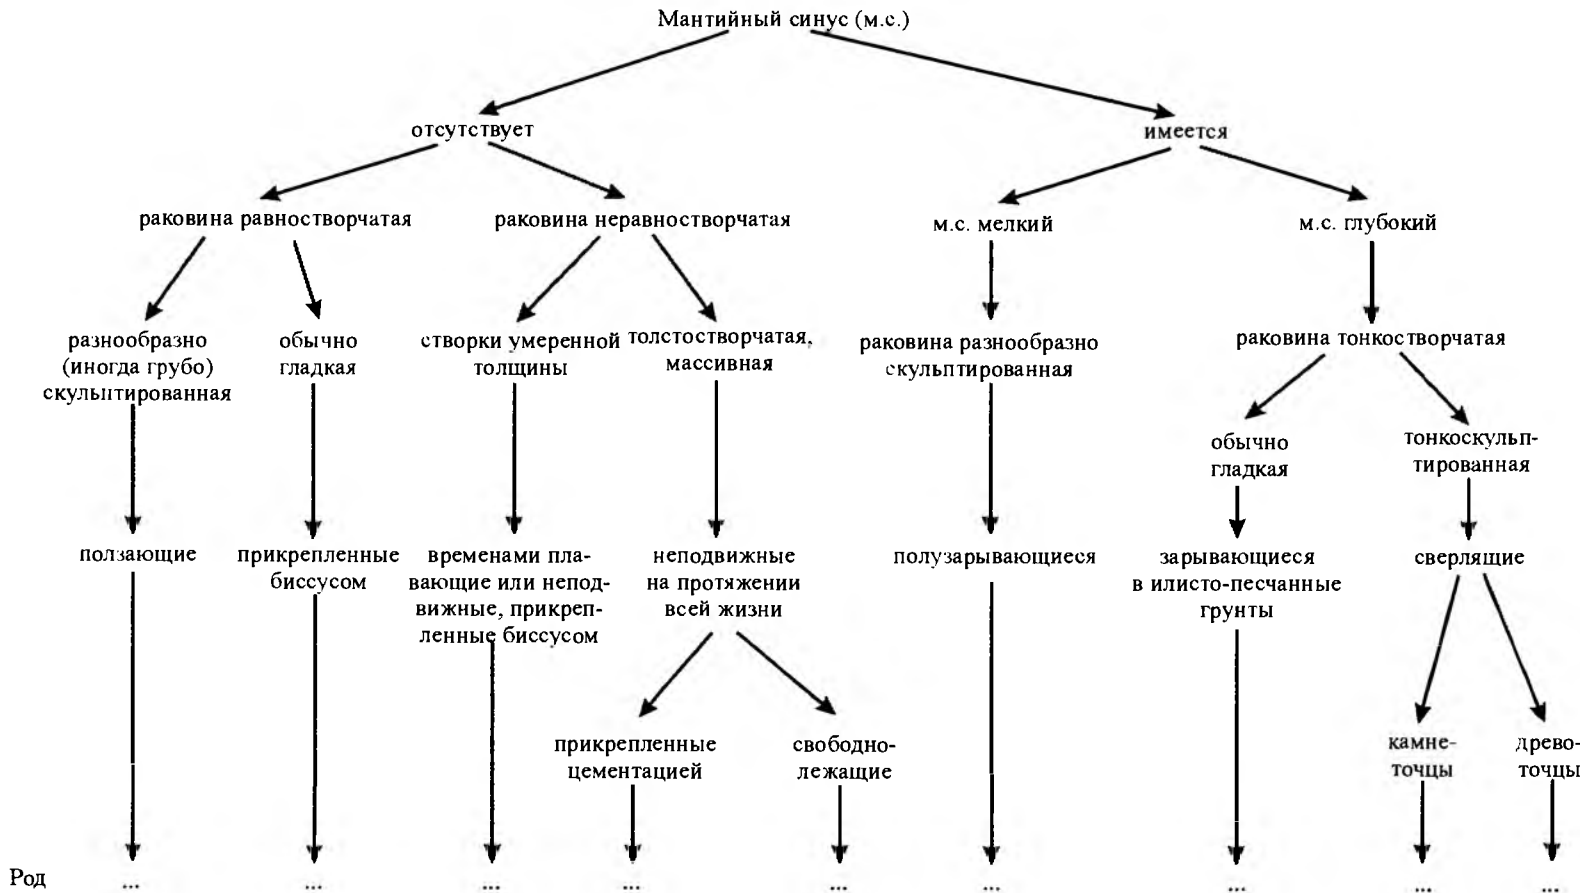 Мантийный синус (м.с.)
отсутствует
имеется
раковина равностворчатая
раковина неравностворчатая
м.с. мелкий
м.с. глубокий
разнообразно
(иногда грубо)
скульптированная
обычно
гладкая
створки умеренной
толщины
толстостворчатая,
массивная
раковина разнообразно
скульптированная
раковина тонкостворчатая
обычно
гладкая
тонкоскульп-
тированная
ползающие
прикрепленные
биссусом
временами пла-
вающие или непод-
вижные, прикреп-
ленные биссусом
неподвижные
на протяжении
всей жизни
полузарывающиеся
зарывающиеся
в илисто-песчанные
грунты
сверлящие
прикрепленные
цементацией
свободно-
лежащие
камне-
точцы
древо-
точцы
Род ... ... ... ... ... ... ... ... ...